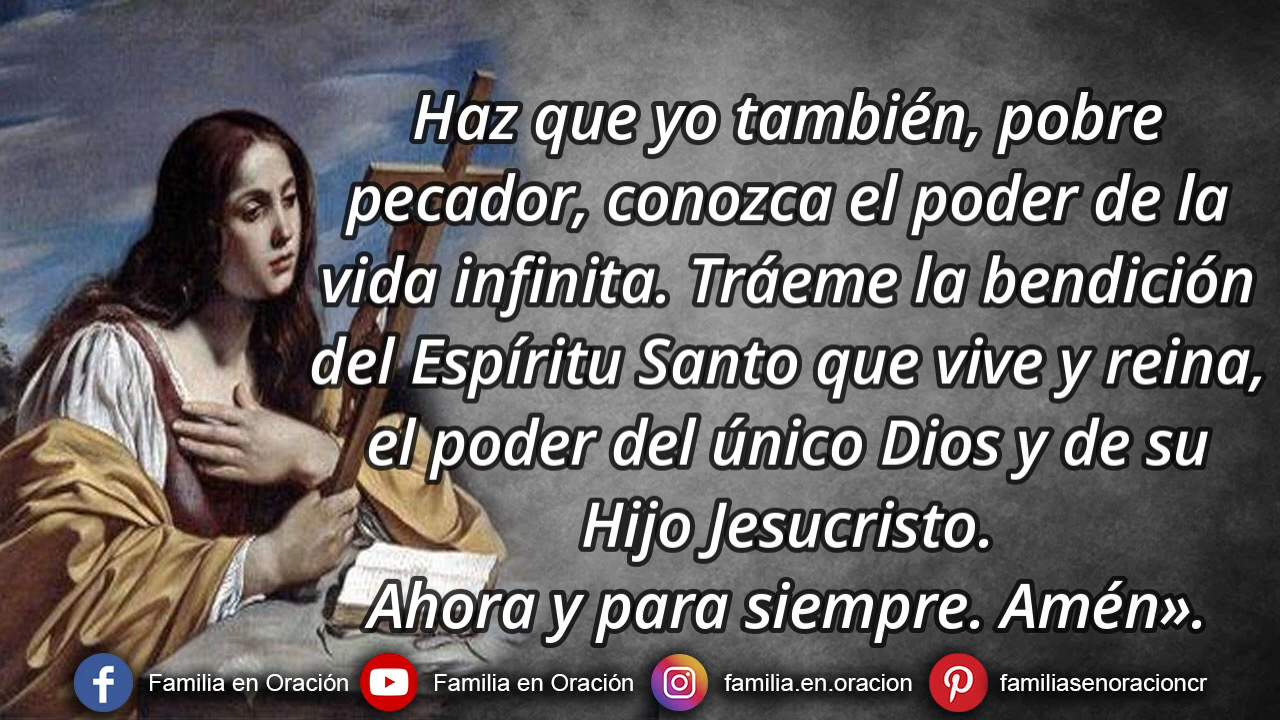 Haz que yo también, pobre
pecador, conozca el poder de la
vida infinita. Tráeme la bendición
del Espíritu Santo que vive y reina,
el poder del único Dios y de su
Hijo Jesucristo.
Ahora y para siempre. Amén».
Familia en Oración Familia en Oración familia.en.oracion familiasenoracioncr